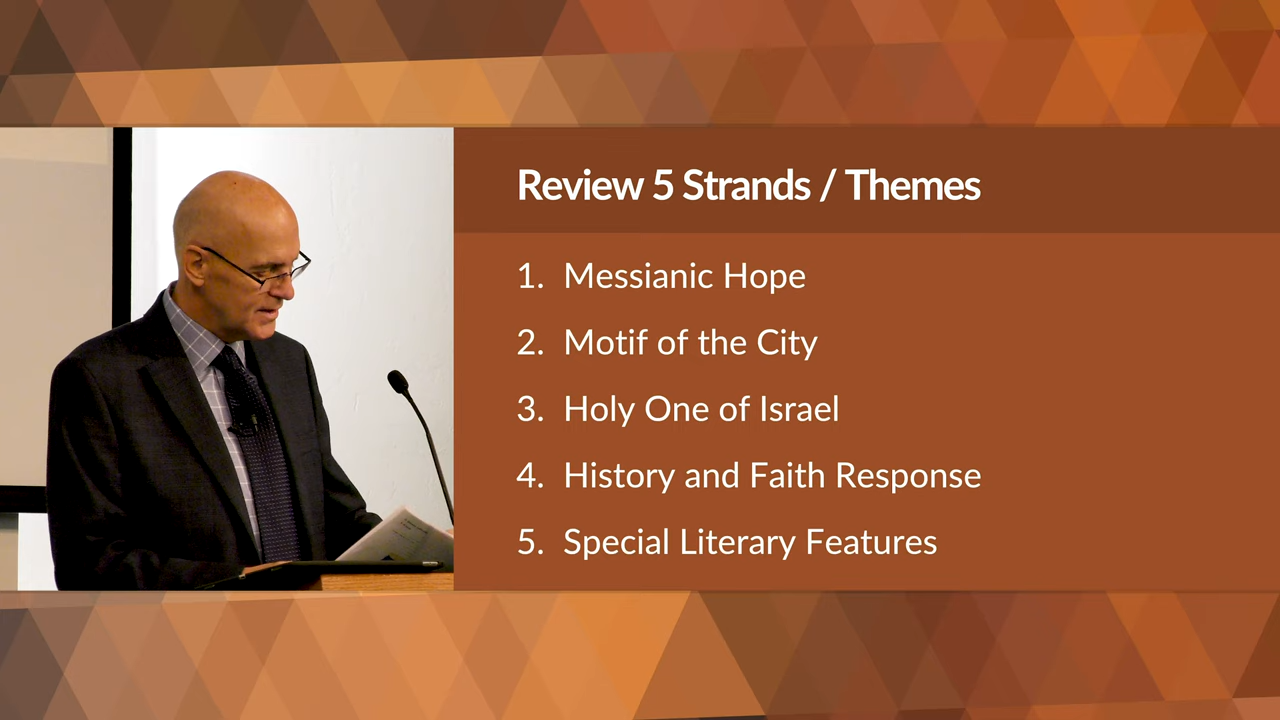 Review 5 Strands / Themes
1. Messianic Hope
2. Motif of the City
3. Holy One of Israel
4. History and Faith Response
5. Special Literary Features